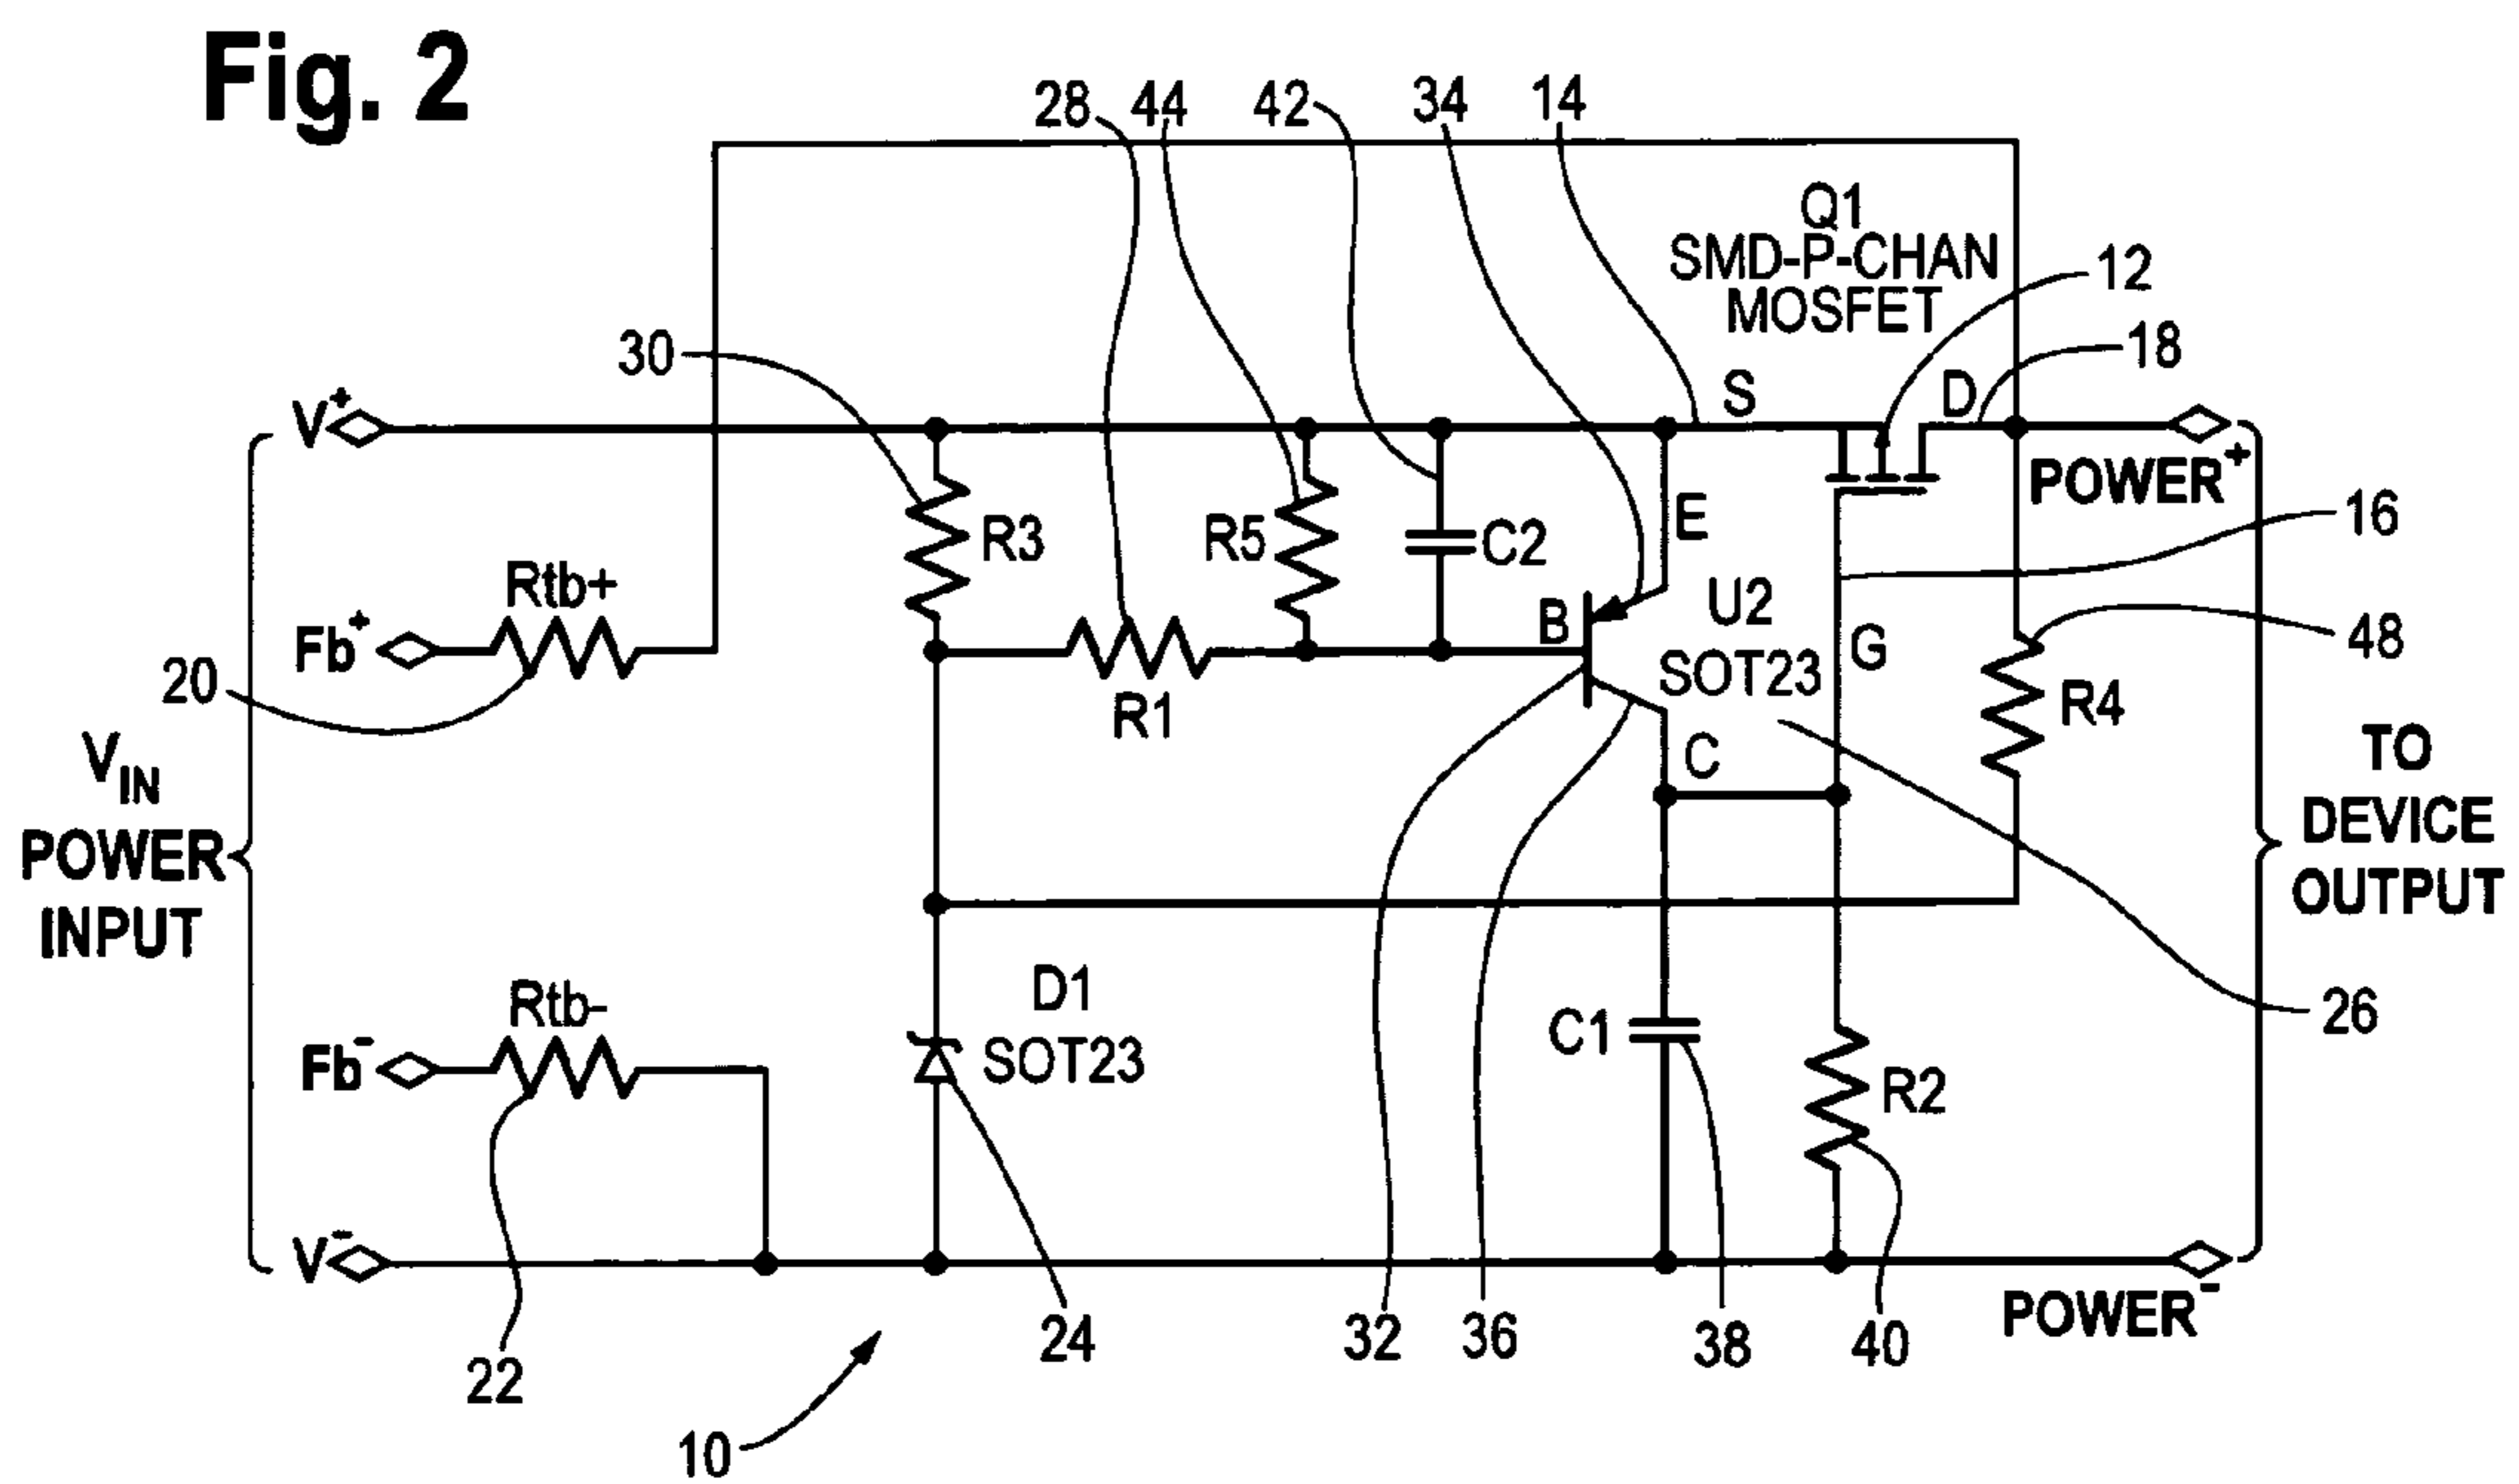 Fig. 2
28
44
42
34
14
Q1
SMD-P-CHAN
MOSFET
12
18
30
V+
S
D
POWER+
16
R3
R5
C2
E
Rtb+
Fb+
B
U2
SOT23
G
48
20
R1
R4
C
VIN
POWER
INPUT
TO
DEVICE
OUTPUT
D1
SOT23
Rtb-
Fb-
C1
R2
26
V-
POWER-
22
24
32
36
38
40
10